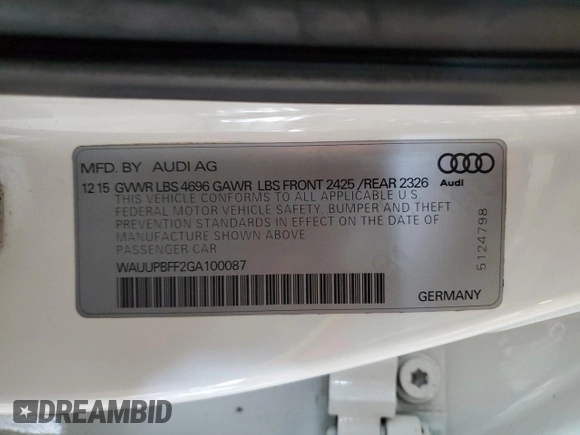 MFD. BY AUDI AG
12 15 GVWR LBS 4696 GAWR LBS FRONT 2425 /REAR 2326
THIS VEHICLE CONFORMS TO ALL APPLICABLE U.S
FEDERAL MOTOR VEHICLE SAFETY, BUMPER AND THEFT
PREVENTION STANDARDS IN EFFECT ON THE DATE OF
MANUFACTURE SHOWN ABOVE
PASSENGER CAR
WAUUPBFF2GA100087
Audi
5124798
GERMANY
DREAMBID